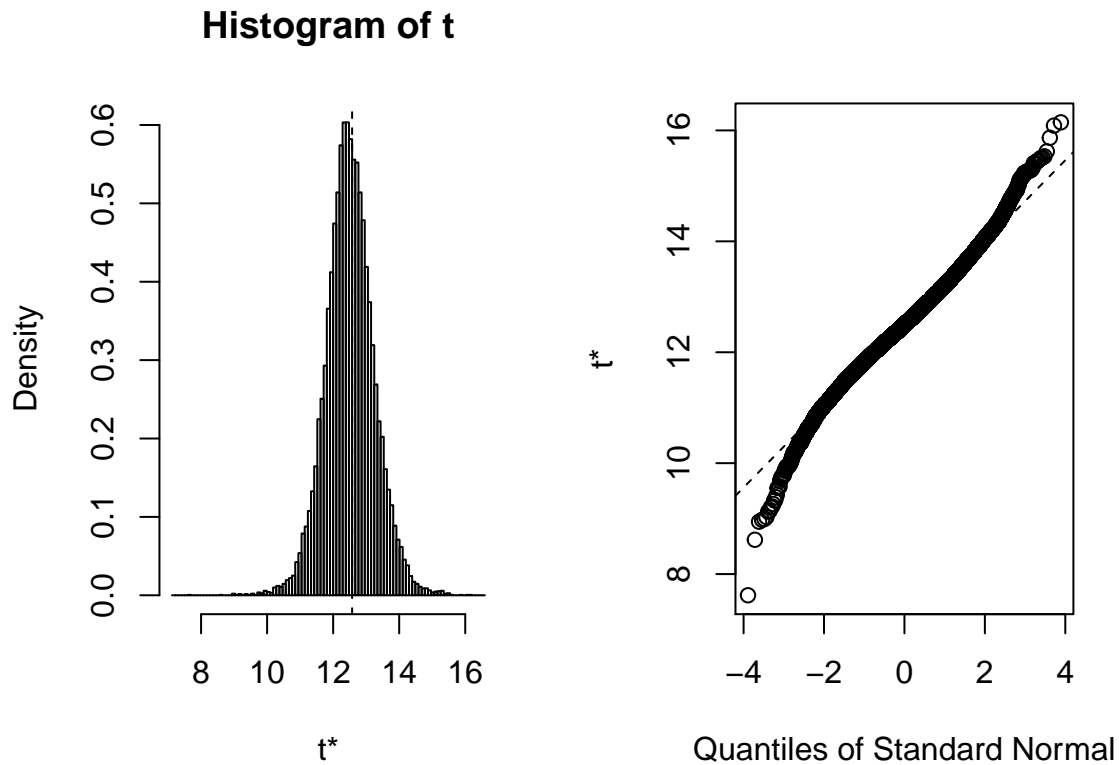 Histogram of t
Density
0.0 0.1 0.2 0.3 0.4 0.5 0.6
8 10 12 14 16
t*
t*
8 10 12 14 16
−4 −2 0 2 4
Quantiles of Standard Normal